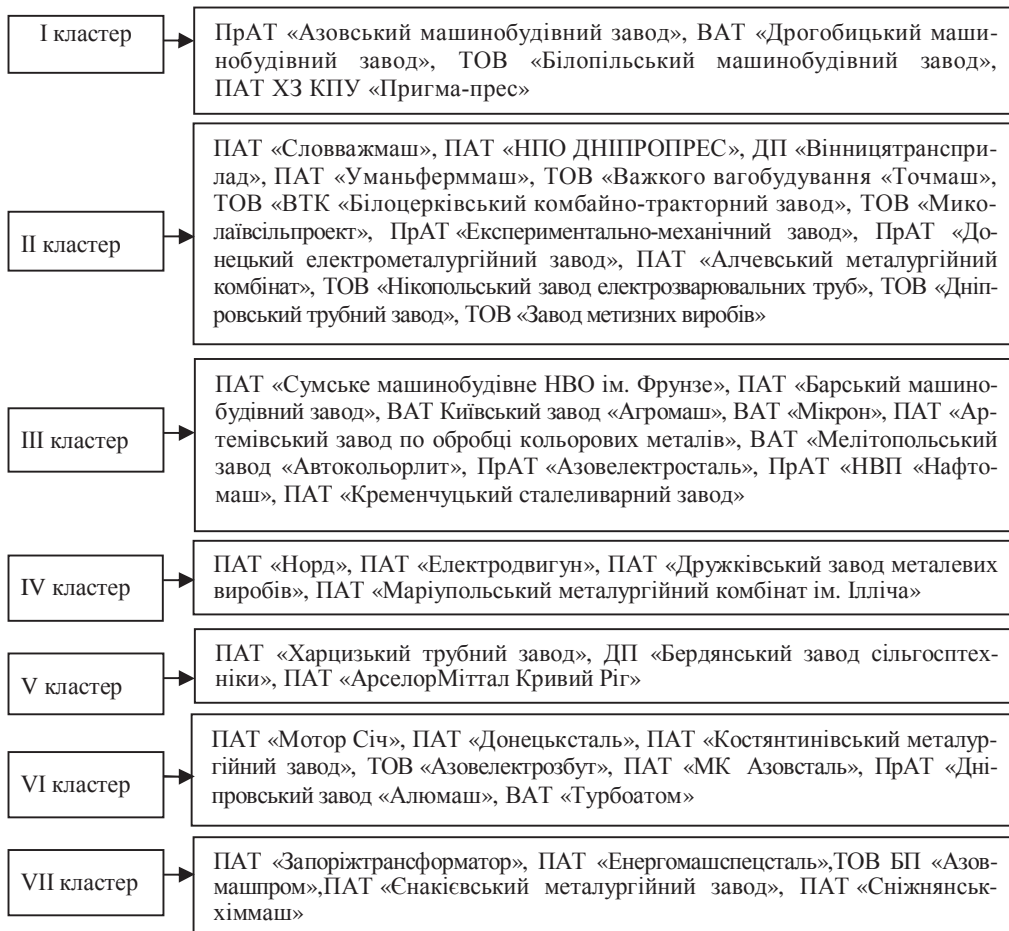 I кластер
ПрАТ «Азовський машинобудівний завод», ВАТ «Дрогобицький маши-
нобудівний завод», ТОВ «Білопільський машинобудівний завод»,
ПАТ ХЗ КПУ «Пригма-прес»
II кластер
ПАТ «Словважмаш», ПАТ «НПО ДНІПРОПРЕС», ДП «Вінницятранспри-
лад», ПАТ «Уманьферммаш», ТОВ «Важкого вагобудування «Точмаш»,
ТОВ «ВТК «Білоцерківський комбайно-тракторний завод», ТОВ «Мико-
лаївсільпроект», ПрАТ «Експериментально-механічний завод», ПрАТ «До-
нецький електрометалургійний завод», ПАТ «Алчевський металургійний
комбінат», ТОВ «Нікопольський завод електрозварювальних труб», ТОВ «Дніп-
ровський трубний завод», ТОВ «Завод метизних виробів»
III кластер
ПАТ «Сумське машинобудівне НВО ім. Фрунзе», ПАТ «Барський машино-
будівний завод», ВАТ Київський завод «Агромаш», ВАТ «Мікрон», ПАТ «Ар-
темівський завод по обробці кольорових металів», ВАТ «Мелітопольський
завод «Автокольорлит», ПрАТ «Азовелектросталь», ПрАТ «НВП «Нафто-
маш», ПАТ «Кременчуцький сталеливарний завод»
IV кластер
ПАТ «Норд», ПАТ «Електродвигун», ПАТ «Дружківський завод металевих
виробів», ПАТ «Маріупольський металургійний комбінат ім. Ілліча»
V кластер
ПАТ «Харцизький трубний завод», ДП «Бердянський завод сільгосптех-
ніки», ПАТ «АрселорМіттал Кривий Ріг»
VI кластер
ПАТ «Мотор Січ», ПАТ «Донецьксталь», ПАТ «Костянтинівський металур-
гійний завод», ТОВ «Азовелектрозбут», ПАТ «МК Азовсталь», ПрАТ «Дні-
провський завод «Алюмаш», ВАТ «Турбоатом»
VII кластер
ПАТ «Запоріжтрансформатор», ПАТ «Енергомашспецсталь»,ТОВ БП «Азов-
машпром»,ПАТ «Єнакієвський металургійний завод», ПАТ «Сніжнянськ-
хіммаш»